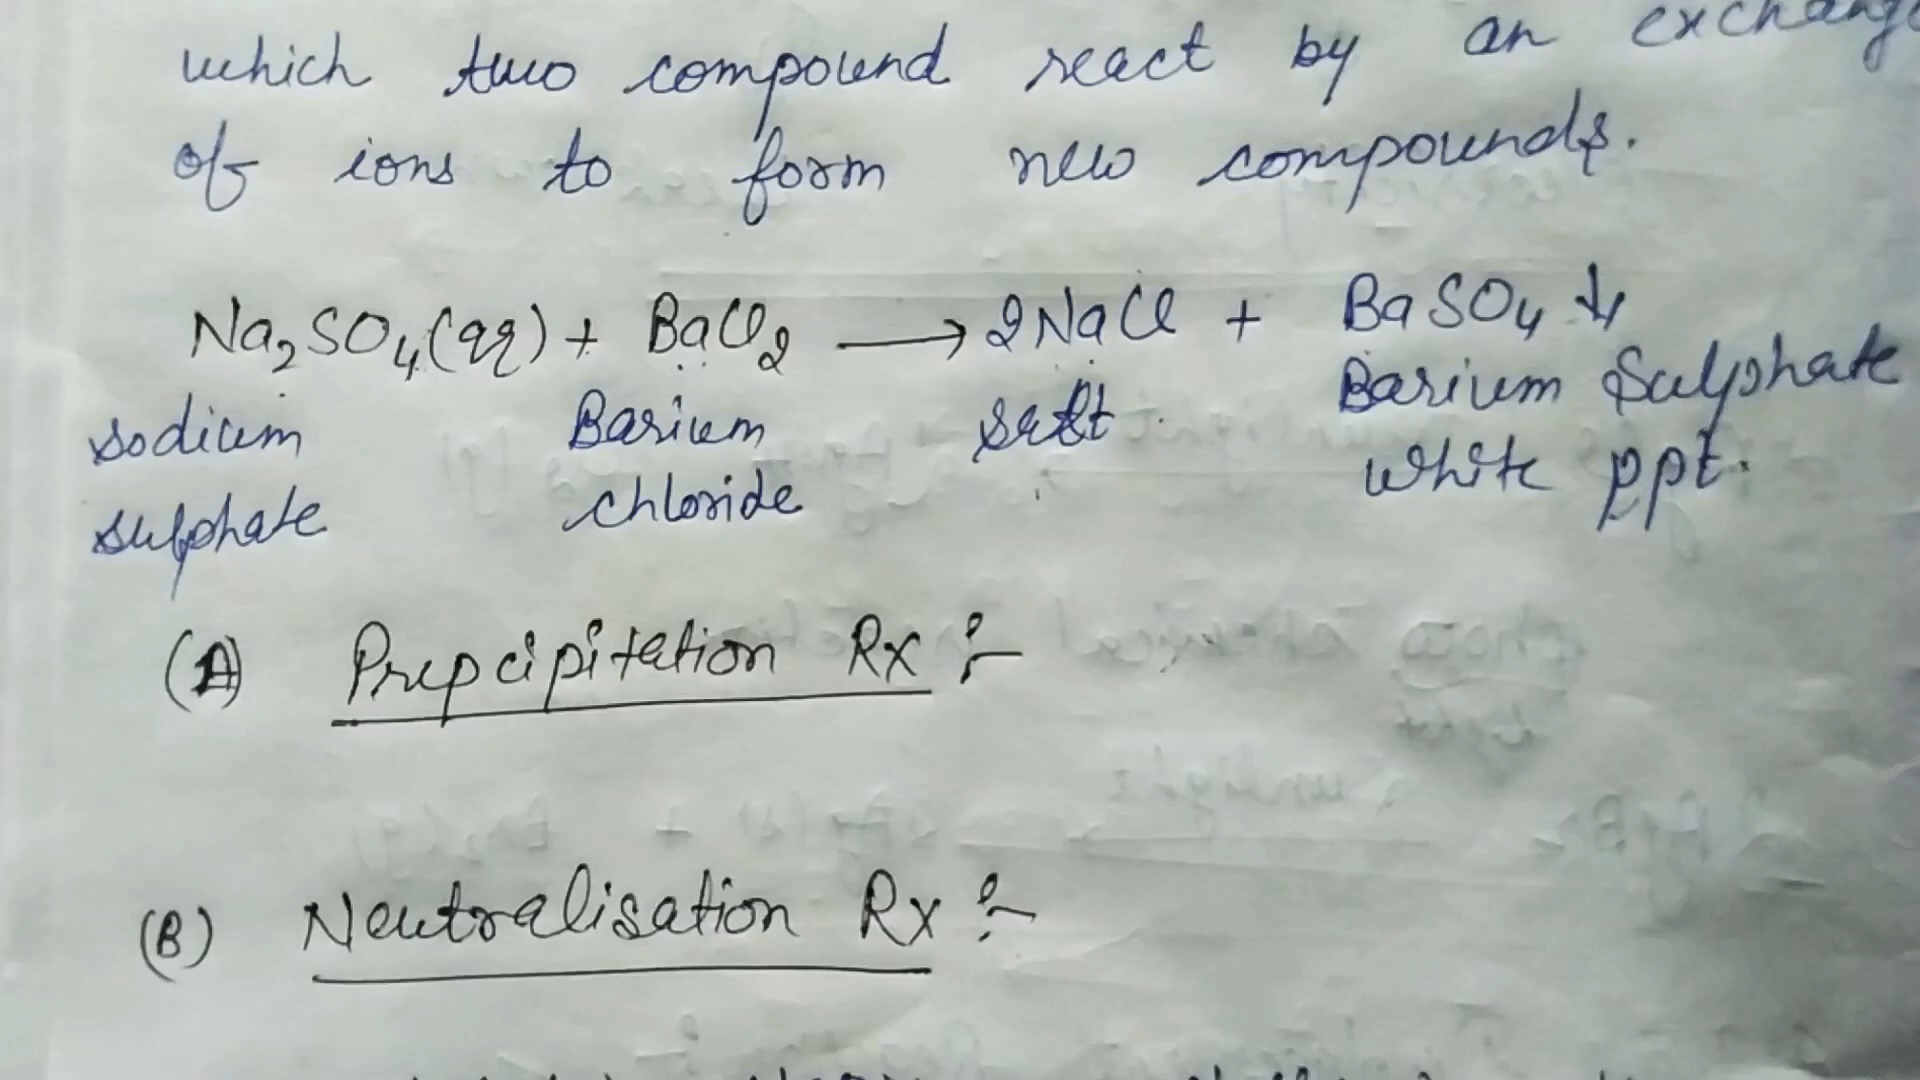 which two compound react by an exchange
of ions to form new compounds.
Na₂SO₄(aq) + BaCl₂ ⟶ 2NaCl + BaSO₄ ↓
sodium Barium salt Barium Sulphate
sulphate chloride white ppt.
(A) Prepcipitation Rx :-
(B) Neutralisation Rx :-